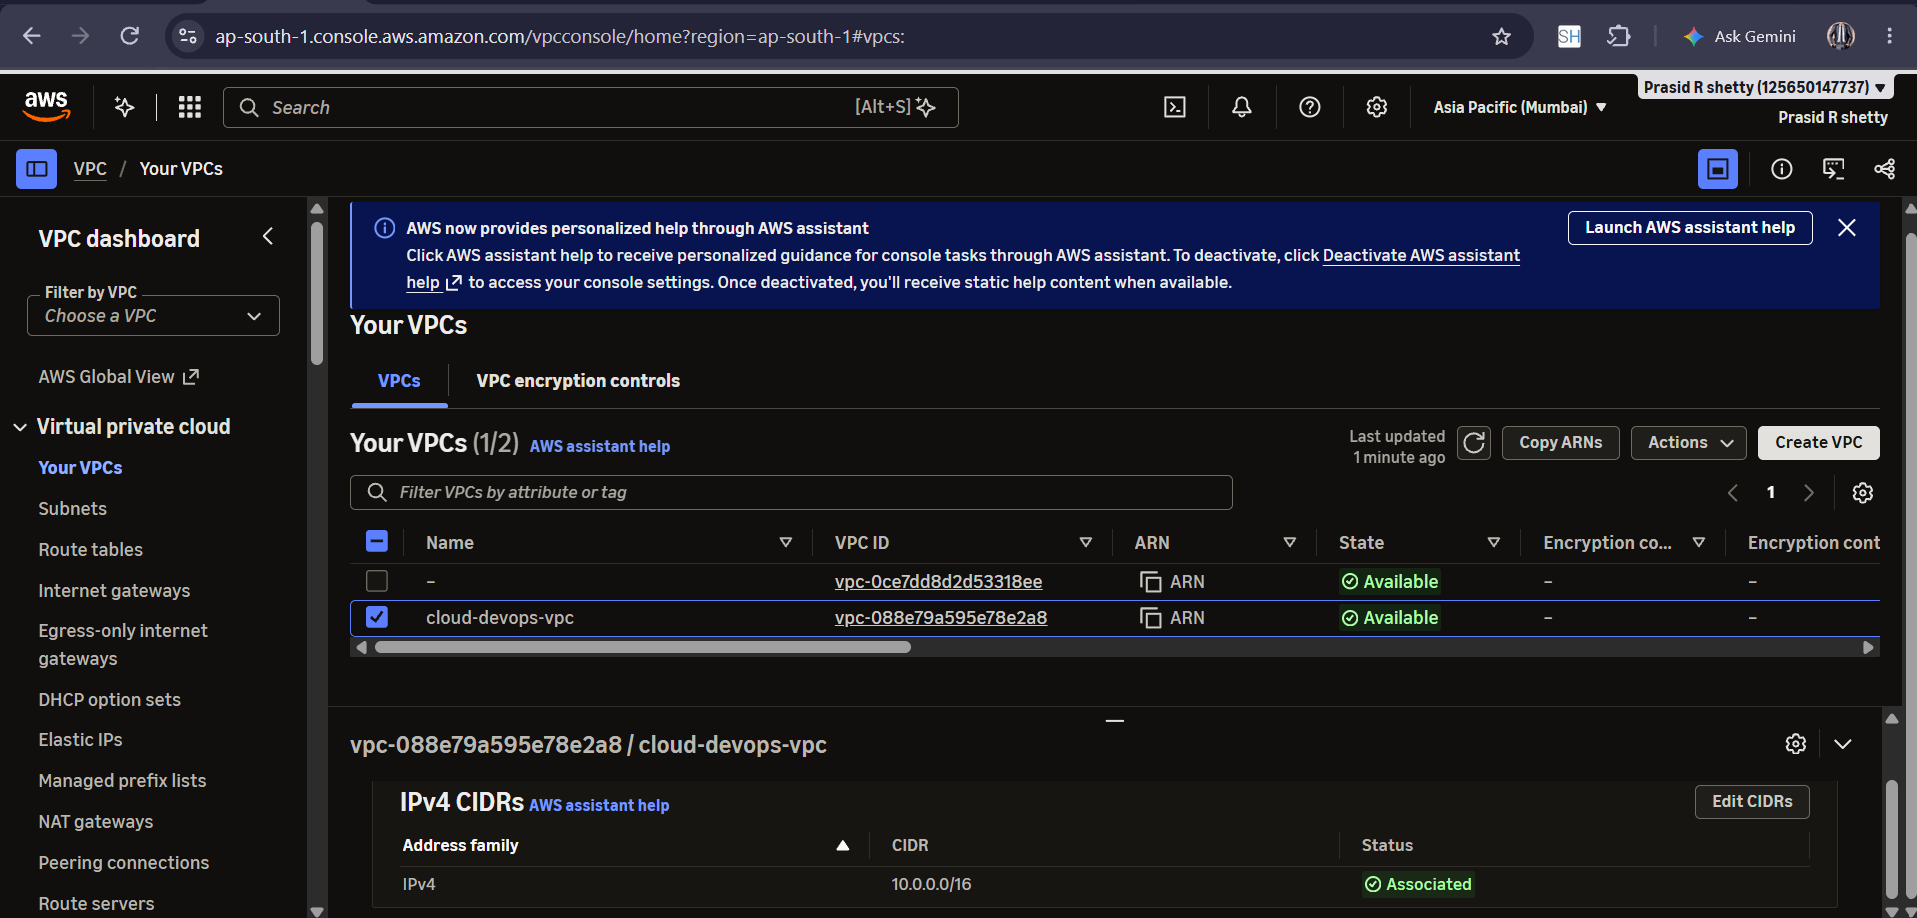 ap-south-1.console.aws.amazon.com/vpcconsole/home?region=ap-south-1#vpcs:
SH
Ask Gemini
aws
Search
[Alt+S]
Asia Pacific (Mumbai)
Prasid R shetty (125650147737)
Prasid R shetty
VPC / Your VPCs
VPC dashboard
Filter by VPC
Choose a VPC
AWS Global View
Virtual private cloud
Your VPCs
Subnets
Route tables
Internet gateways
Egress-only internet
gateways
DHCP option sets
Elastic IPs
Managed prefix lists
NAT gateways
Peering connections
Route servers
AWS now provides personalized help through AWS assistant
Click AWS assistant help to receive personalized guidance for console tasks through AWS assistant. To deactivate, click Deactivate AWS assistant
help to access your console settings. Once deactivated, you'll receive static help content when available.
Launch AWS assistant help
Your VPCs
VPCs
VPC encryption controls
Your VPCs (1/2) AWS assistant help
Last updated
1 minute ago
Copy ARNs
Actions
Create VPC
Filter VPCs by attribute or tag
1
Name VPC ID ARN State Encryption co... Encryption cont
– vpc-0ce7dd8d2d53318ee ARN Available – –
cloud-devops-vpc vpc-088e79a595e78e2a8 ARN Available – –
vpc-088e79a595e78e2a8 / cloud-devops-vpc
IPv4 CIDRs AWS assistant help
Edit CIDRs
Address family CIDR Status
IPv4 10.0.0.0/16 Associated